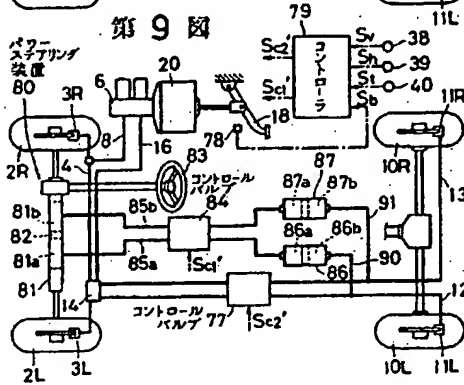 11L
第9図
79
パワー
ステアリング
装置
80
Sc2'
Sc1'
コントローラ
Sv
Sh
St
Sb
38
39
40
6
20
3R
8
16
18
78
11R
2R
4
83
コントロール
バルブ
84
87
87a
87b
10R
13
81b
82
81a
81
85b
85a
86a
86b
86
91
90
Sc1'
14
12
コントロール
バルブ
77
Sc2'
2L
3L
10L
11L